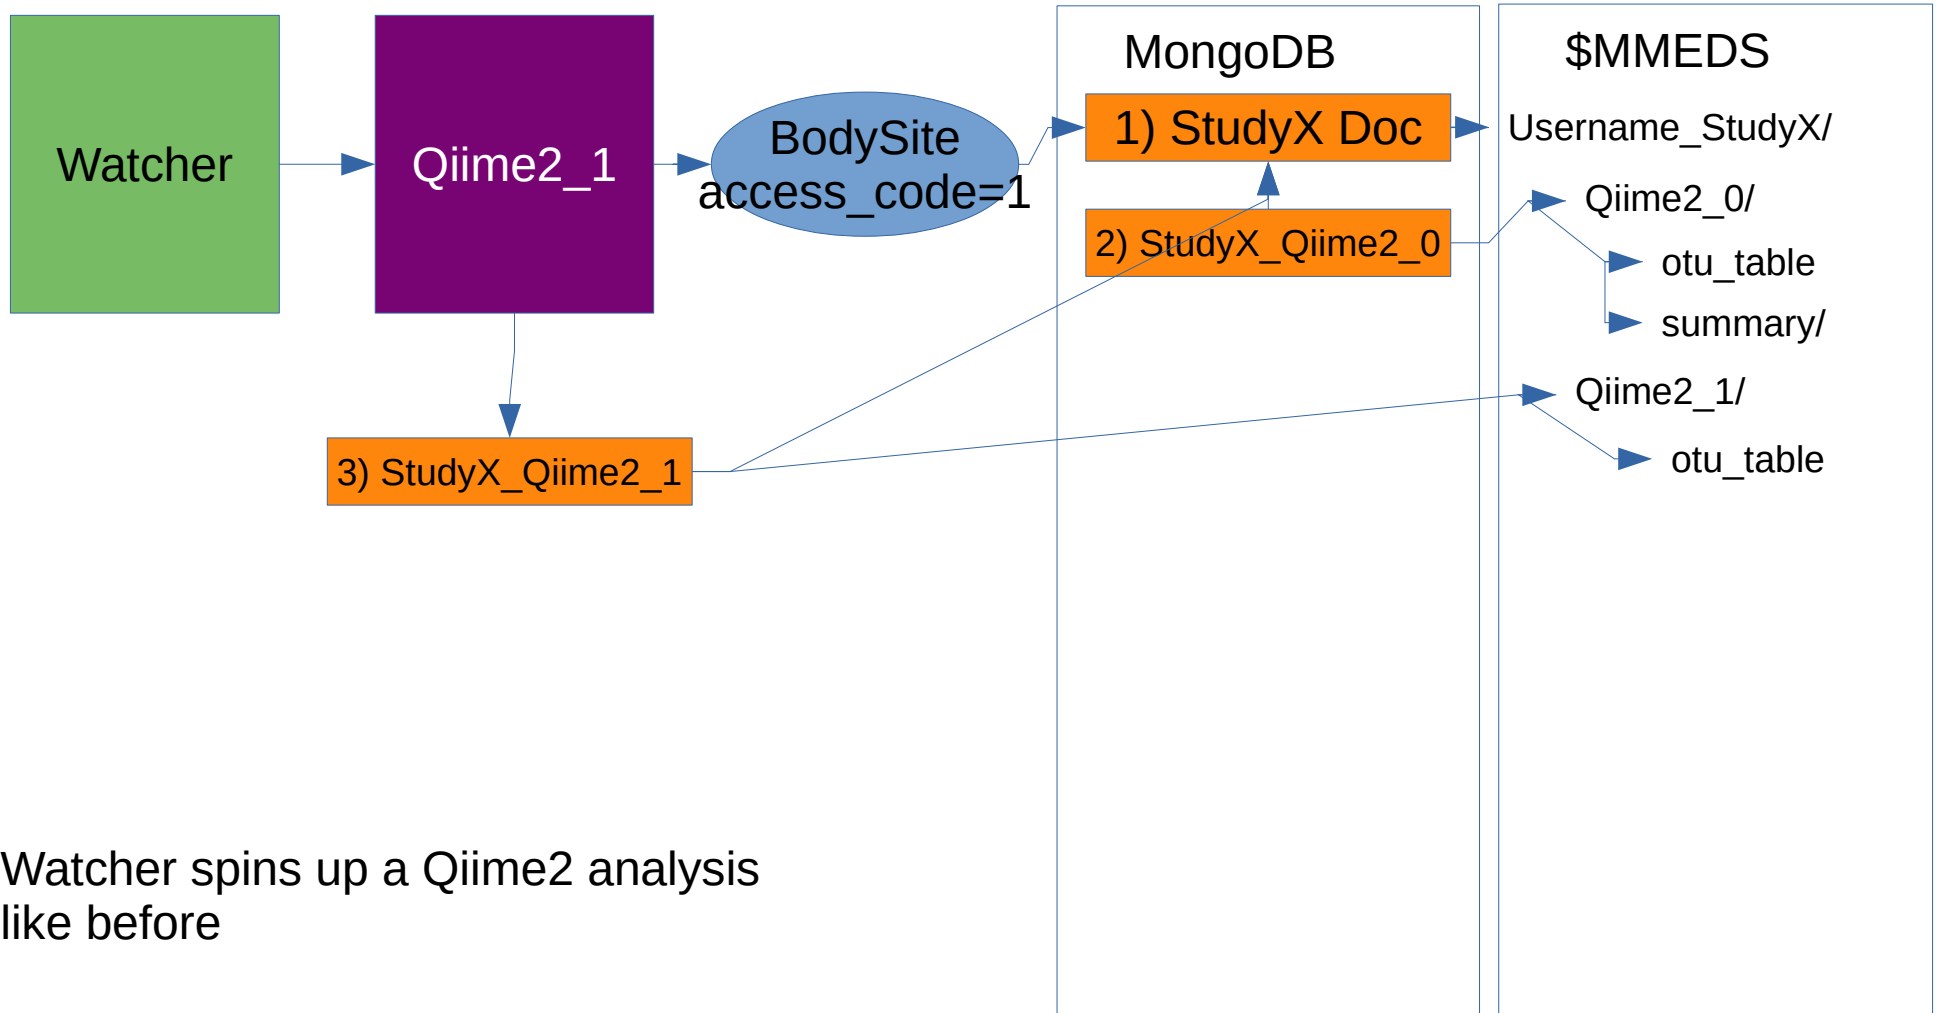 Watcher
Qiime2_1
BodySite
access_code=1
MongoDB
1) StudyX Doc
2) StudyX_Qiime2_0
3) StudyX_Qiime2_1
$MMEDS
Username_StudyX/
Qiime2_0/
otu_table
summary/
Qiime2_1/
otu_table
Watcher spins up a Qiime2 analysis
like before